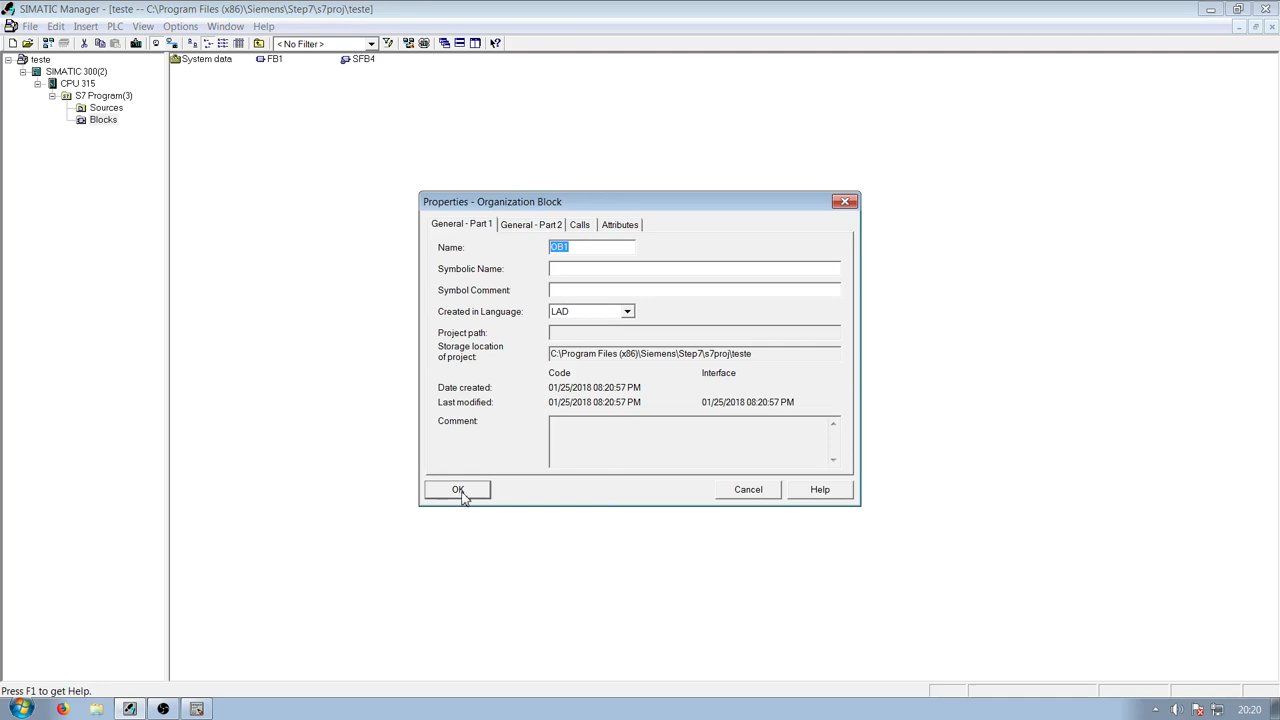 SIMATIC Manager - [teste -- C:\Program Files (x86)\Siemens\Step7\s7proj\teste]
File Edit Insert PLC View Options Window Help
< No Filter >
teste
SIMATIC 300(2)
CPU 315
S7 Program(3)
Sources
Blocks
System data FB1 SFB4
Properties - Organization Block
General - Part 1 General - Part 2 Calls Attributes
Name: OB1
Symbolic Name:
Symbol Comment:
Created in Language: LAD
Project path:
Storage location
of project: C:\Program Files (x86)\Siemens\Step7\s7proj\teste
Code Interface
Date created: 01/25/2018 08:20:57 PM
Last modified: 01/25/2018 08:20:57 PM 01/25/2018 08:20:57 PM
Comment:
OK Cancel Help
Press F1 to get Help.
20:20